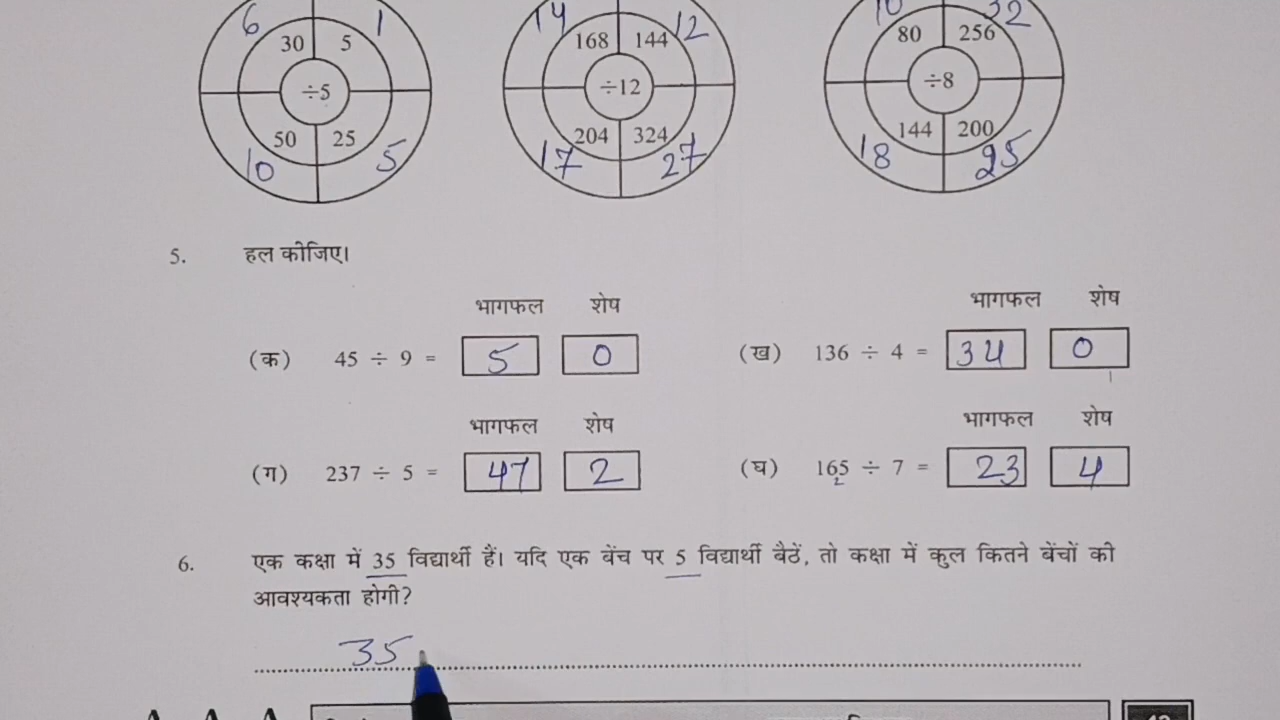 6 1 14 12 10 32
30 5 168 144 80 256
÷5 ÷12 ÷8
50 25 204 324 144 200
10 5 17 27 18 25
5. हल कीजिए।
भागफल शेष भागफल शेष
(क) 45 ÷ 9 = 5 0 (ख) 136 ÷ 4 = 34 0
भागफल शेष भागफल शेष
(ग) 237 ÷ 5 = 47 2 (घ) 165 ÷ 7 = 23 4
2
6. एक कक्षा में 35 विद्यार्थी हैं। यदि एक बेंच पर 5 विद्यार्थी बैठें, तो कक्षा में कुल कितने बेंचों की
आवश्यकता होगी?
35